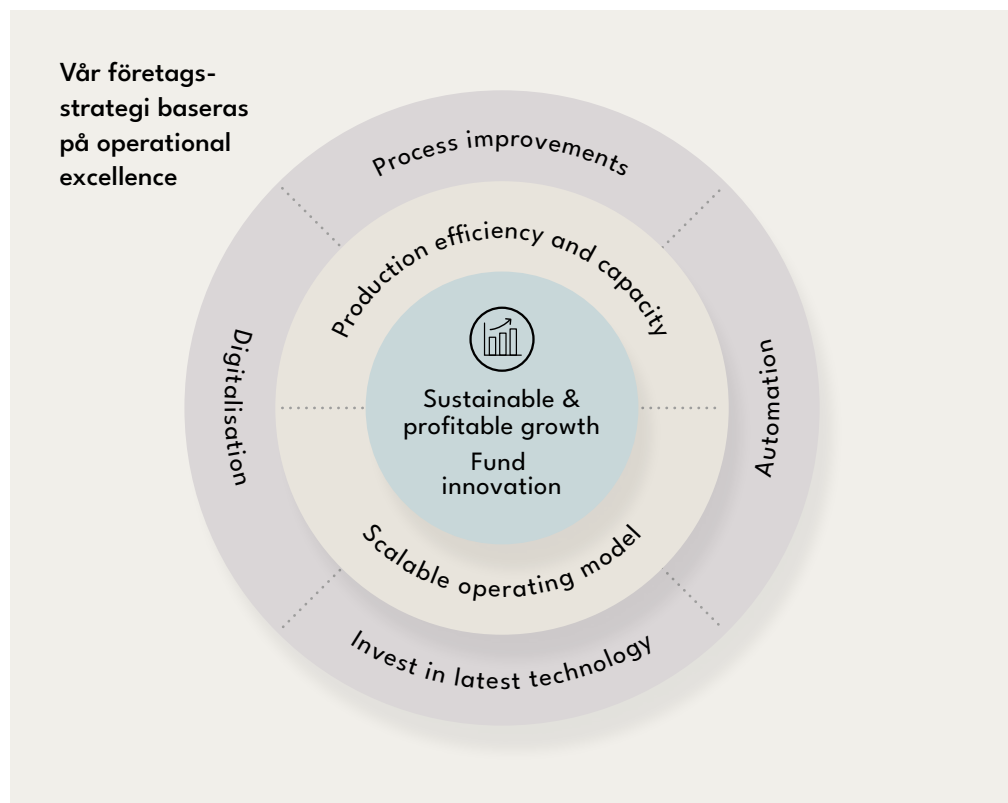 Vår företags-
strategi baseras
på operational
excellence
Process improvements
Production efficiency and capacity
Digitalisation
Automation
Sustainable &
profitable growth
Fund
innovation
Scalable operating model
Invest in latest technology